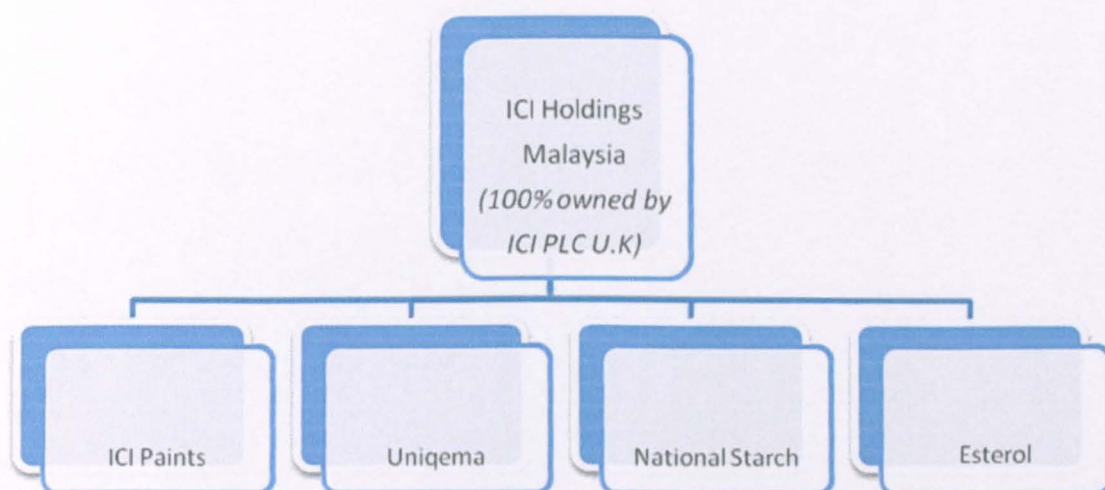 ICI Holdings
Malaysia
(100% owned by
ICI PLC U.K)
ICI Paints
Uniqema
National Starch
Esterol